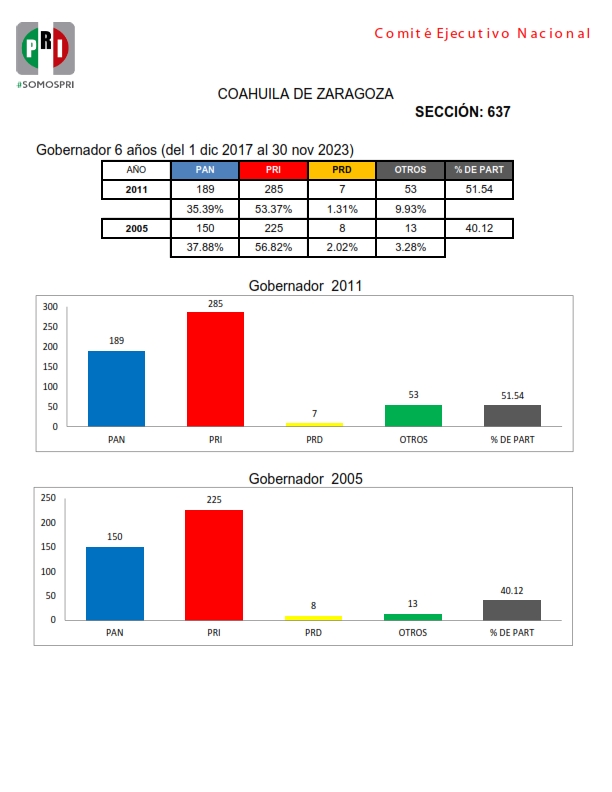 Comité Ejecutivo Nacional
PRI
#SOMOSPRI
COAHUILA DE ZARAGOZA
SECCIÓN: 637
Gobernador 6 años (del 1 dic 2017 al 30 nov 2023)
AÑO PAN PRI PRD OTROS % DE PART
2011 189 285 7 53 51.54
35.39% 53.37% 1.31% 9.93%
2005 150 225 8 13 40.12
37.88% 56.82% 2.02% 3.28%
Gobernador 2011
300
250
200
150
100
50
0
189 285 7 53 51.54
PAN PRI PRD OTROS % DE PART
Gobernador 2005
250
200
150
100
50
0
150 225 8 13 40.12
PAN PRI PRD OTROS % DE PART